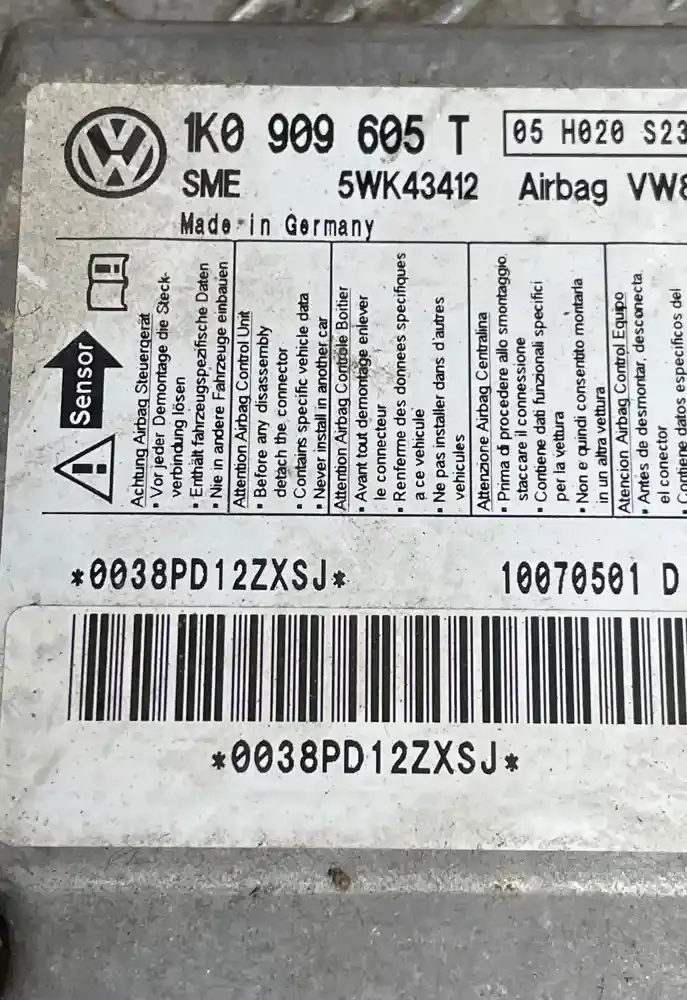 1K0 909 605 T
05 H020 S23
SME
5WK43412
Airbag
Made in Germany
Sensor
Achtung Airbag Steuergerät
• Vor jeder Demontage die Steck-
verbindung lösen
• Enthält fahrzeugspezifische Daten
• Nie in andere Fahrzeuge einbauen
Attention Airbag Control Unit
• Before any disassembly
detach the connector
• Contains specific vehicle data
• Never install in another car
Attention Airbag Contrôle Boitier
• Avant tout demontage enlever
le connecteur
• Renferme des donnees specifiques
a ce vehicule
• Ne pas installer dans d'autres
vehicules
Attenzione Airbag Centralina
• Prima di procedere allo smontaggio,
staccare il connessione
• Contiene dati funzionali specifici
per la vettura
• Non e quindi consentito montarla
in un altra vettura
Atencion Airbag Control Equipo
• Antes de desmontar, desconecta
el conector
• Contiene datos especificos del
*0038PD12ZXSJ*
10070501 D
*0038PD12ZXSJ*